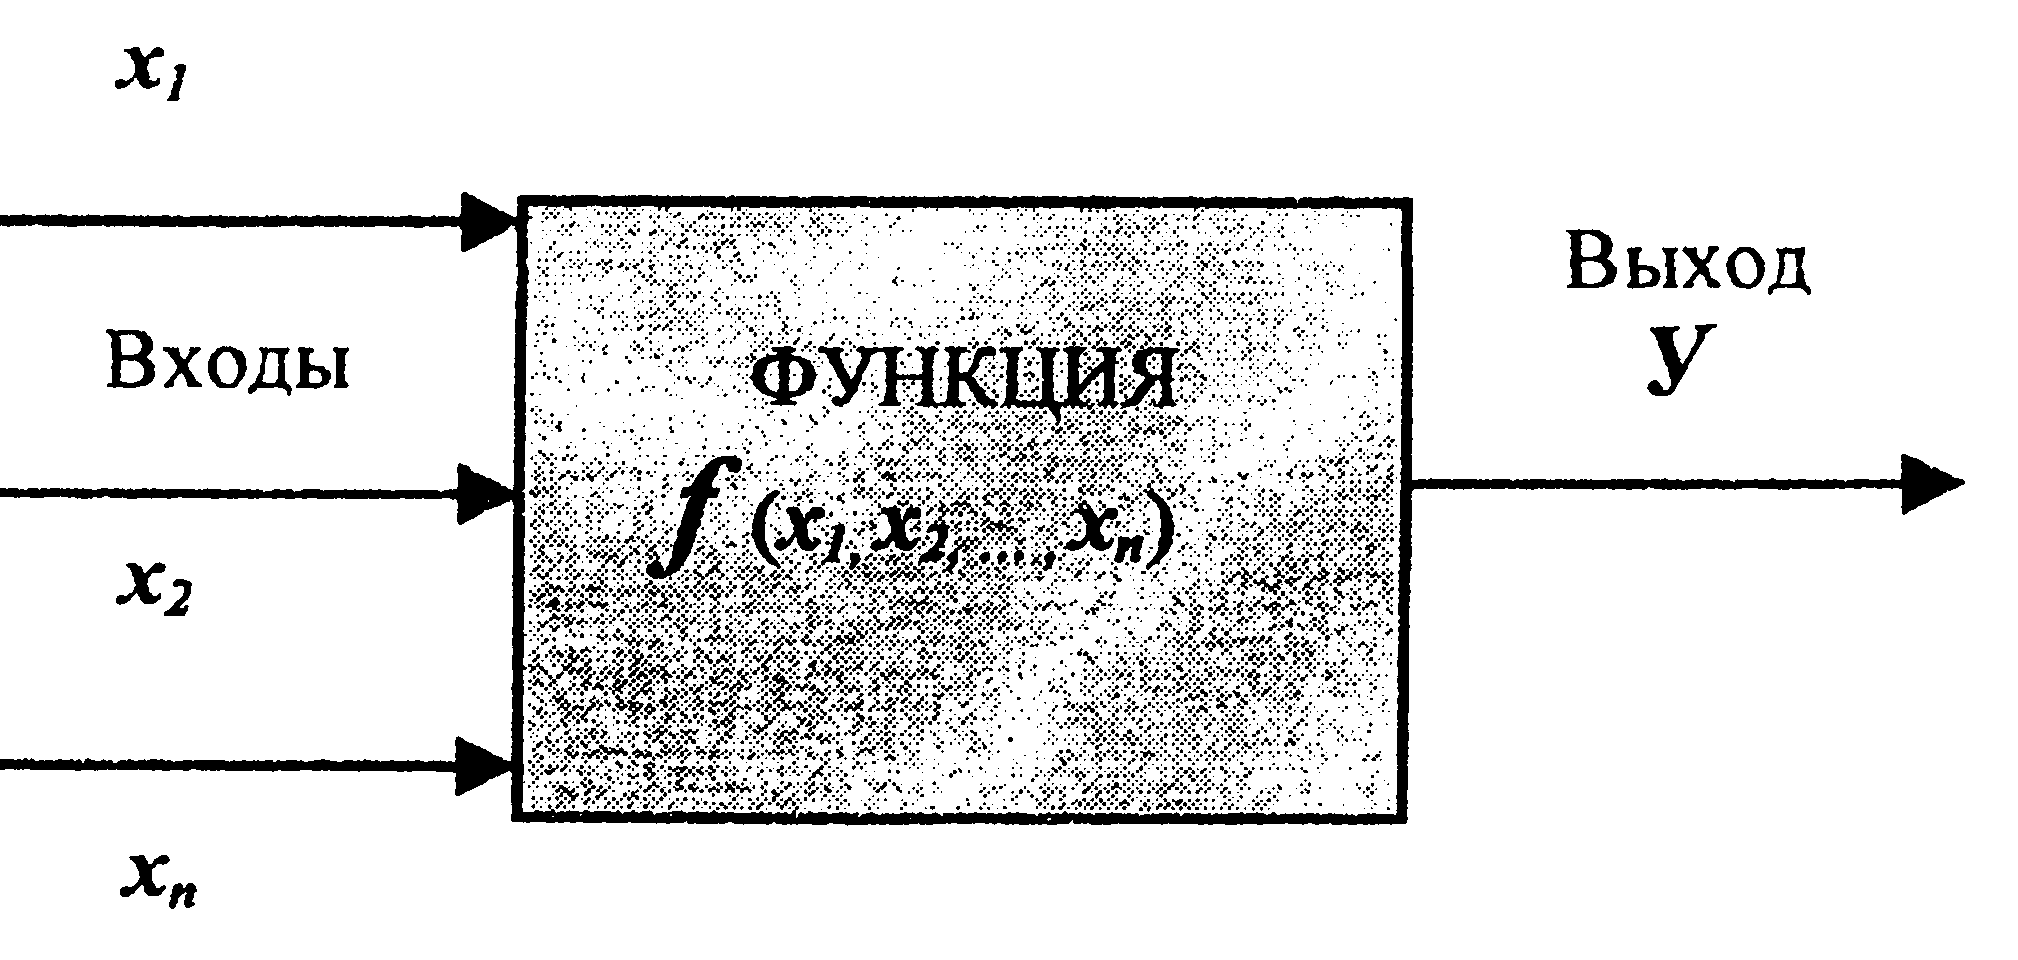 x₁
Входы
x₂
xₙ
ФУНКЦИЯ
f (x₁, x₂, ..., xₙ)
Выход
y